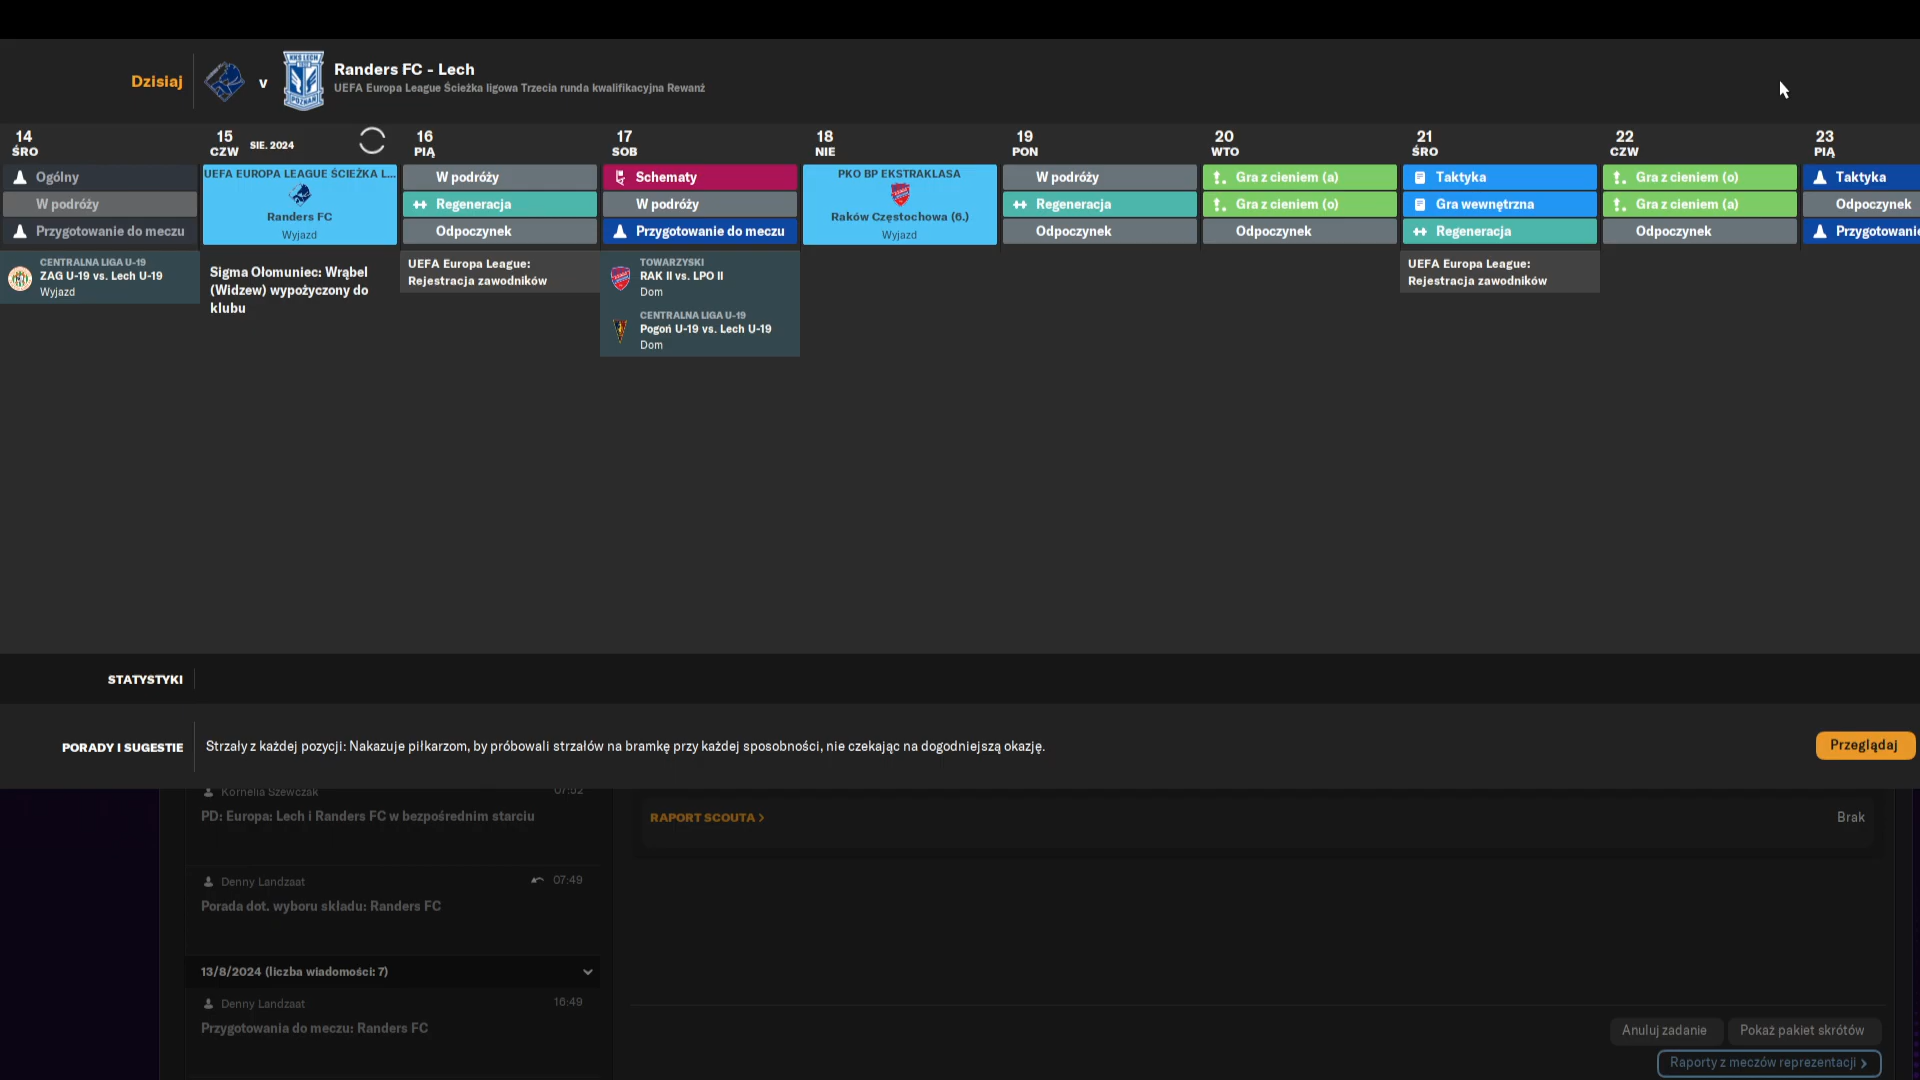 Dzisiaj
v
Randers FC - Lech
UEFA Europa League Ścieżka ligowa Trzecia runda kwalifikacyjna Rewanż
14
ŚRO
15
CZW SIE. 2024
16
PIĄ
17
SOB
18
NIE
19
PON
20
WTO
21
ŚRO
22
CZW
23
PIĄ
Ogólny
W podróży
Przygotowanie do meczu
CENTRALNA LIGA U-19
ZAG U-19 vs. Lech U-19
Wyjazd
UEFA EUROPA LEAGUE ŚCIEŻKA L...
Randers FC
Wyjazd
Sigma Ołomuniec: Wrąbel
(Widzew) wypożyczony do
klubu
W podróży
Regeneracja
Odpoczynek
UEFA Europa League:
Rejestracja zawodników
Schematy
W podróży
Przygotowanie do meczu
TOWARZYSKI
RAK II vs. LPO II
Dom
CENTRALNA LIGA U-19
Pogoń U-19 vs. Lech U-19
Dom
PKO BP EKSTRAKLASA
Raków Częstochowa (6.)
Wyjazd
W podróży
Regeneracja
Odpoczynek
Gra z cieniem (a)
Gra z cieniem (o)
Odpoczynek
Taktyka
Gra wewnętrzna
Regeneracja
UEFA Europa League:
Rejestracja zawodników
Gra z cieniem (o)
Gra z cieniem (a)
Odpoczynek
Taktyka
Odpoczynek
Przygotowanie
STATYSTYKI
PORADY I SUGESTIE
Strzały z każdej pozycji: Nakazuje piłkarzom, by próbowali strzałów na bramkę przy każdej sposobności, nie czekając na dogodniejszą okazję.
Przeglądaj
Kornelia Szewczak 07:52
PD: Europa: Lech i Randers FC w bezpośrednim starciu
Denny Landzaat 07:49
Porada dot. wyboru składu: Randers FC
13/8/2024 (liczba wiadomości: 7)
Denny Landzaat 16:49
Przygotowania do meczu: Randers FC
RAPORT SCOUTA >
Brak
Anuluj zadanie
Pokaż pakiet skrótów
Raporty z meczów reprezentacji >